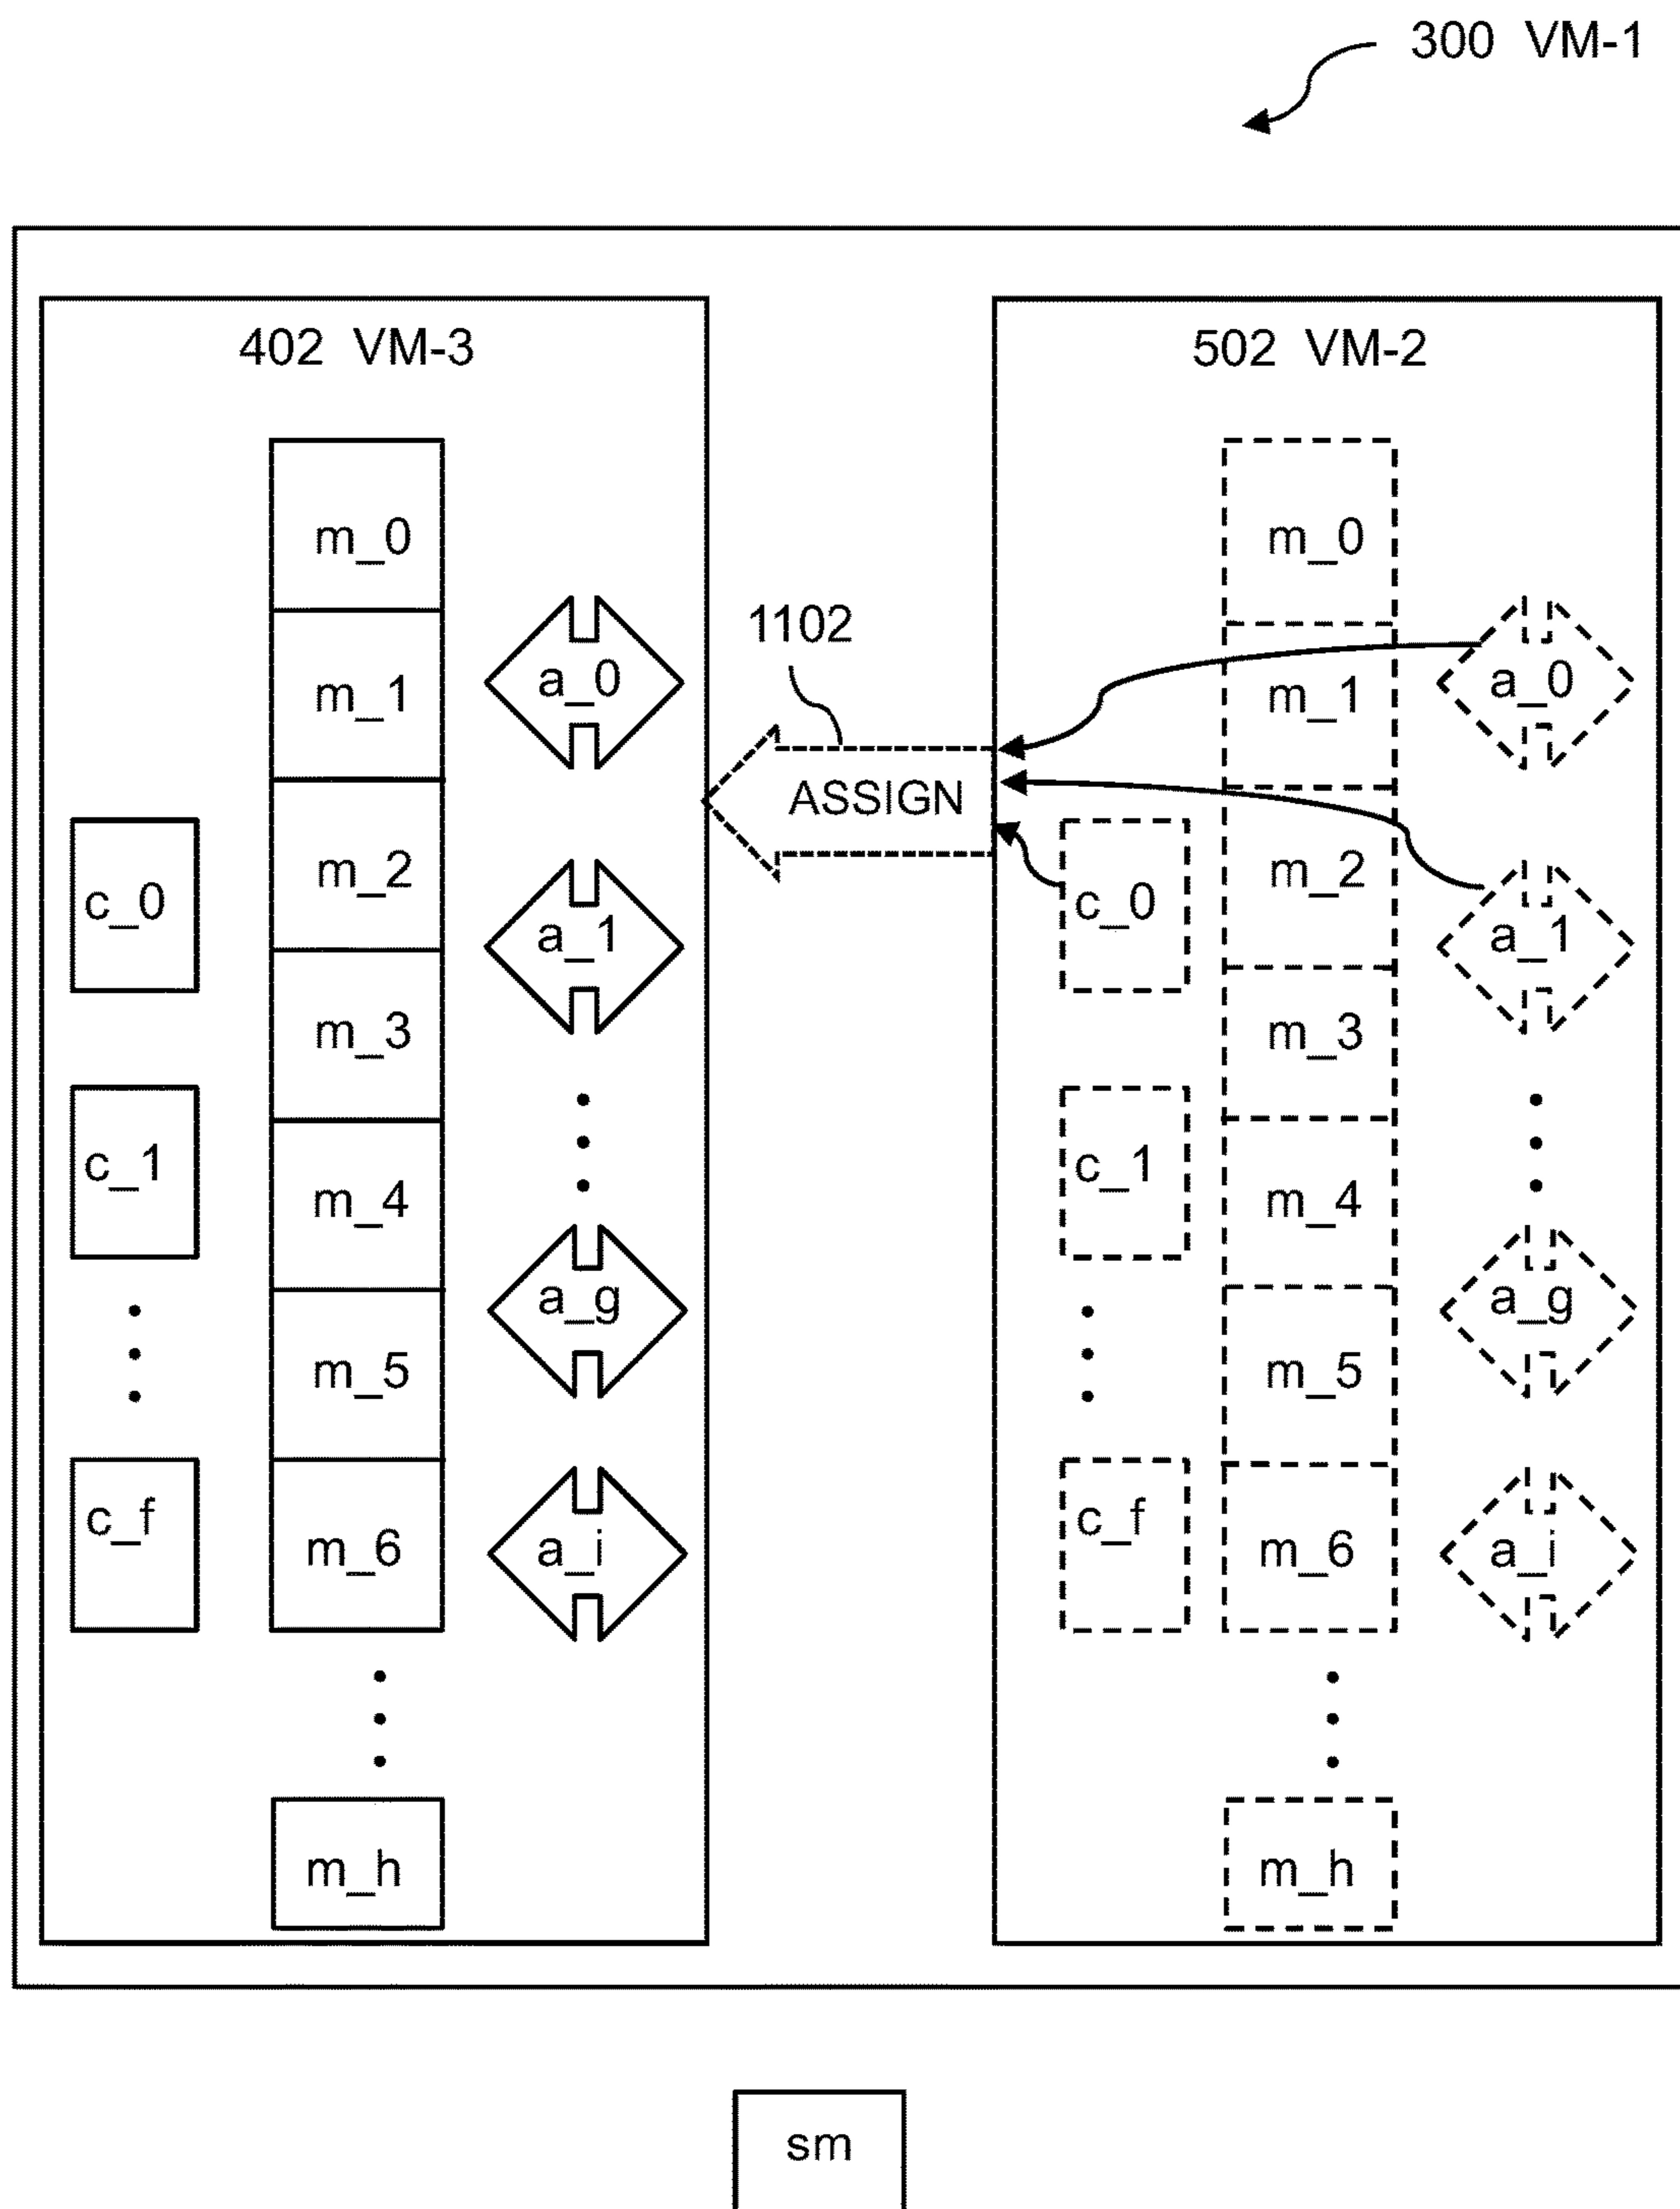 300 VM-1
402 VM-3
m_0
m_1
m_2
m_3
m_4
m_5
m_6
m_h
c_0
c_1
c_f
a_0
a_1
a_g
a_i
1102
ASSIGN
502 VM-2
c_0
c_1
c_f
m_0
m_1
m_2
m_3
m_4
m_5
m_6
m_h
a_0
a_1
a_g
a_i
sm